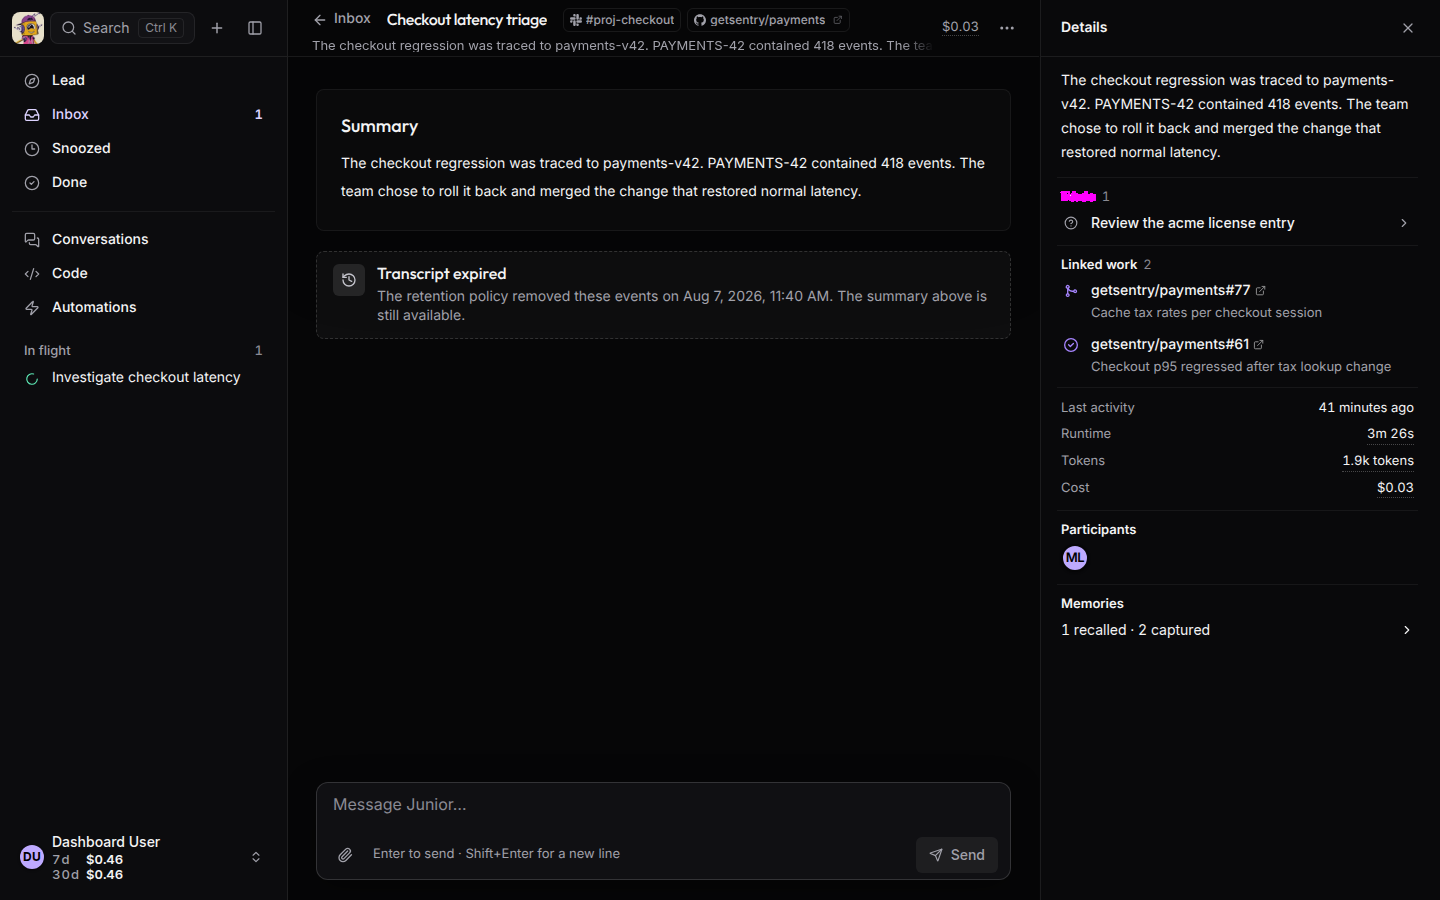 Search
Ctrl K
Lead
Inbox
1
Snoozed
Done
Conversations
Code
Automations
In flight
1
Investigate checkout latency
Dashboard User
7d $0.46
30d $0.46
DU
Inbox
Checkout latency triage
#proj-checkout
getsentry/payments
$0.03
The checkout regression was traced to payments-v42. PAYMENTS-42 contained 418 events. The tea
Summary
The checkout regression was traced to payments-v42. PAYMENTS-42 contained 418 events. The
team chose to roll it back and merged the change that restored normal latency.
Transcript expired
The retention policy removed these events on Aug 7, 2026, 11:40 AM. The summary above is
still available.
Message Junior...
Enter to send · Shift+Enter for a new line
Send
Details
The checkout regression was traced to payments-
v42. PAYMENTS-42 contained 418 events. The team
chose to roll it back and merged the change that
restored normal latency.
1
Review the acme license entry
Linked work 2
getsentry/payments#77
Cache tax rates per checkout session
getsentry/payments#61
Checkout p95 regressed after tax lookup change
Last activity
41 minutes ago
Runtime
3m 26s
Tokens
1.9k tokens
Cost
$0.03
Participants
ML
Memories
1 recalled · 2 captured